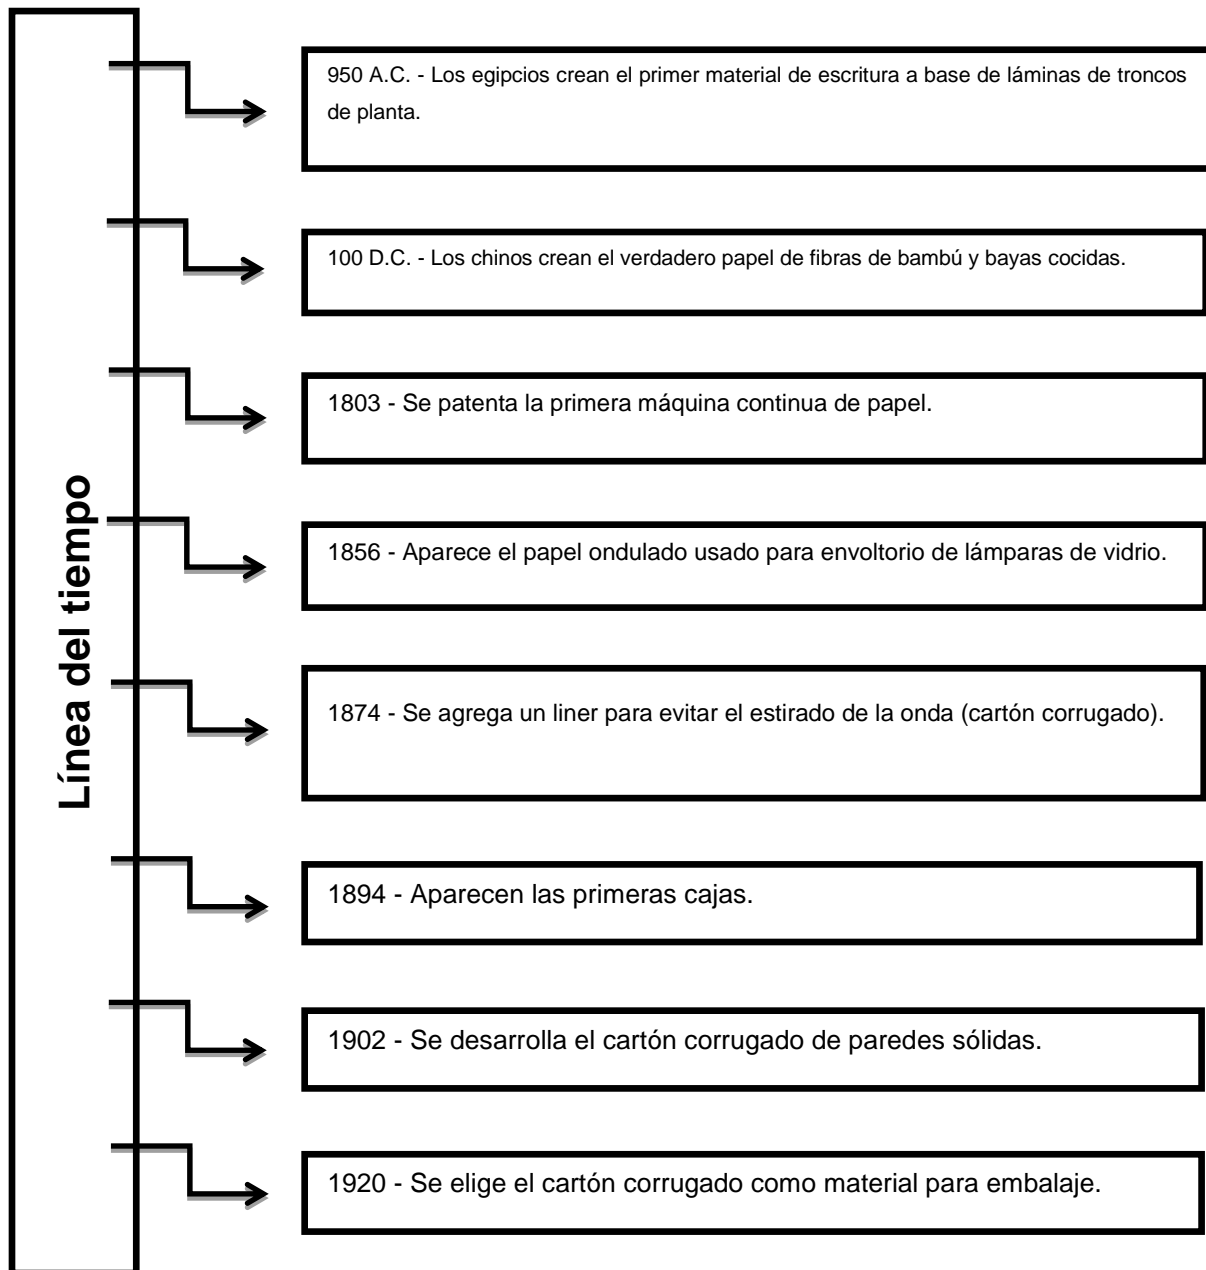 Línea del tiempo
950 A.C. - Los egipcios crean el primer material de escritura a base de láminas de troncos
de planta.
100 D.C. - Los chinos crean el verdadero papel de fibras de bambú y bayas cocidas.
1803 - Se patenta la primera máquina continua de papel.
1856 - Aparece el papel ondulado usado para envoltorio de lámparas de vidrio.
1874 - Se agrega un liner para evitar el estirado de la onda (cartón corrugado).
1894 - Aparecen las primeras cajas.
1902 - Se desarrolla el cartón corrugado de paredes sólidas.
1920 - Se elige el cartón corrugado como material para embalaje.